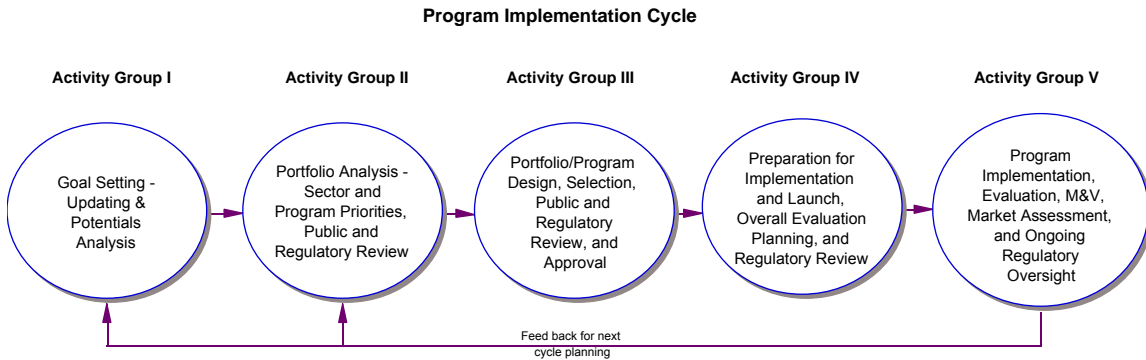 Program Implementation Cycle
Activity Group I
Activity Group II
Activity Group III
Activity Group IV
Activity Group V
Goal Setting -
Updating &
Potentials
Analysis
Portfolio Analysis -
Sector and
Program Priorities,
Public and
Regulatory Review
Portfolio/Program
Design, Selection,
Public and
Regulatory
Review, and
Approval
Preparation for
Implementation
and Launch,
Overall Evaluation
Planning, and
Regulatory Review
Program
Implementation,
Evaluation, M&V,
Market Assessment,
and Ongoing
Regulatory
Oversight
Feed back for next
cycle planning